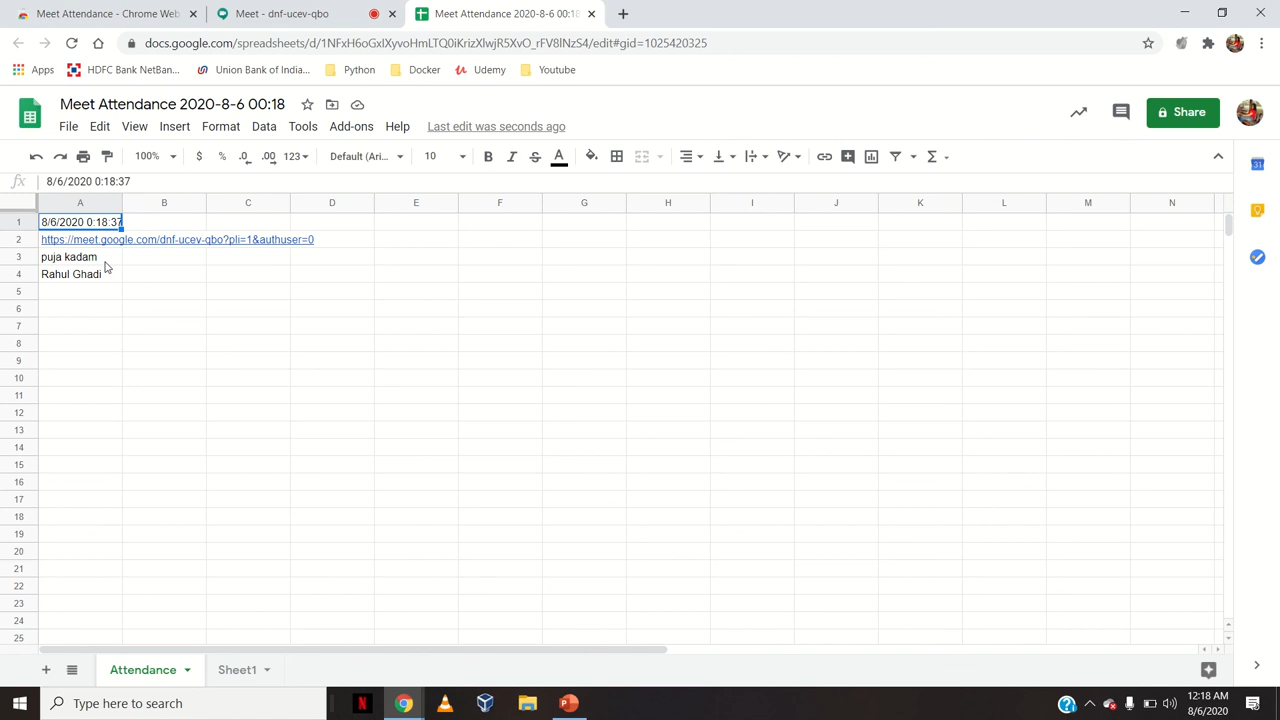 Meet Attendance - Chrome Web
Meet - dnf-ucev-qbo
Meet Attendance 2020-8-6 00:18
docs.google.com/spreadsheets/d/1NFxH6oGxIXyvoHmLTQ0iKrizXlwjR5XvO_rFV8lNzS4/edit#gid=1025420325
Apps
HDFC Bank NetBan...
Union Bank of India...
Python
Docker
Udemy
Youtube
Meet Attendance 2020-8-6 00:18
Share
File Edit View Insert Format Data Tools Add-ons Help Last edit was seconds ago
100% $ % .0 .00 123 Default (Ari... 10 B I S A Σ
fx 8/6/2020 0:18:37
A B C D E F G H I J K L M N
1 8/6/2020 0:18:37
2 https://meet.google.com/dnf-ucev-qbo?pli=1&authuser=0
3 puja kadam
4 Rahul Ghadi
5
6
7
8
9
10
11
12
13
14
15
16
17
18
19
20
21
22
23
24
25
Attendance Sheet1
Type here to search
12:18 AM
8/6/2020